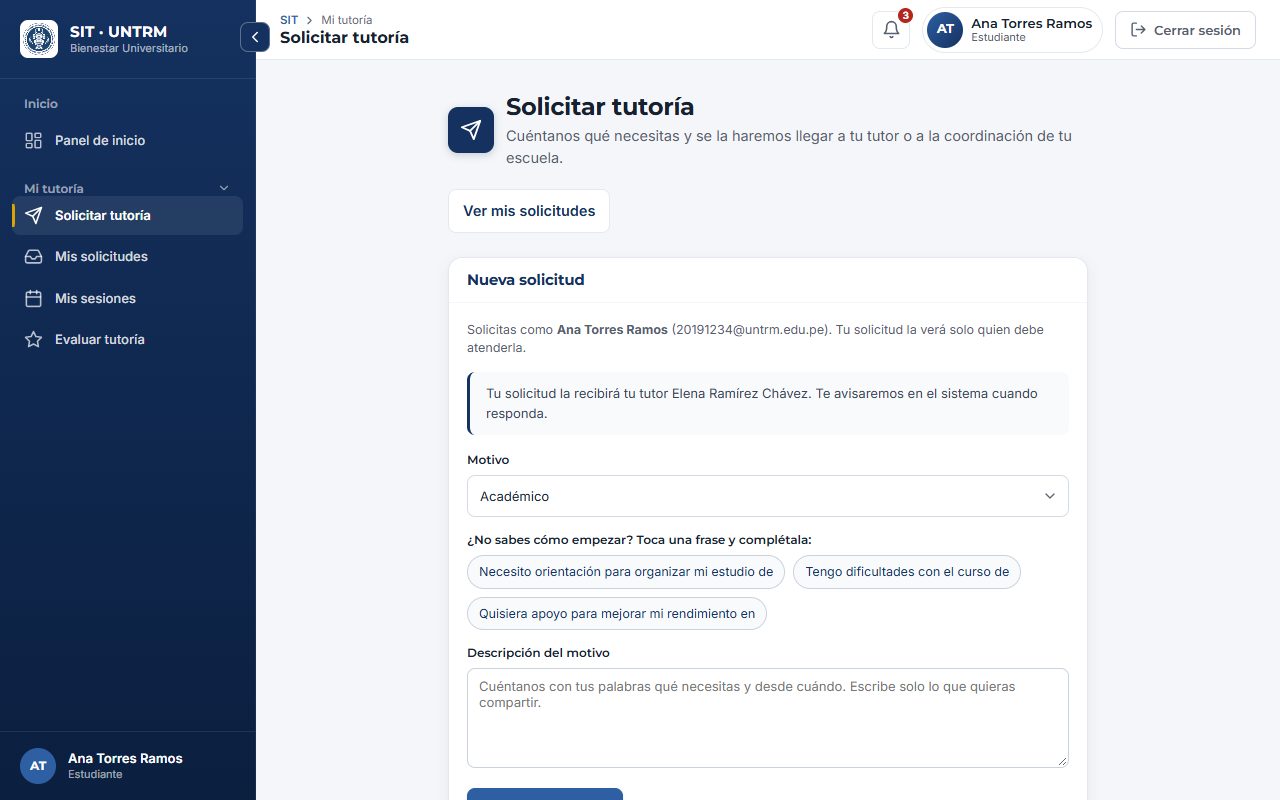 SIT · UNTRM
Bienestar Universitario
Inicio
Panel de inicio
Mi tutoría
Solicitar tutoría
Mis solicitudes
Mis sesiones
Evaluar tutoría
AT
Ana Torres Ramos
Estudiante
SIT > Mi tutoría
Solicitar tutoría
3
AT
Ana Torres Ramos
Estudiante
Cerrar sesión
Solicitar tutoría
Cuéntanos qué necesitas y se la haremos llegar a tu tutor o a la coordinación de tu
escuela.
Ver mis solicitudes
Nueva solicitud
Solicitas como Ana Torres Ramos (20191234@untrm.edu.pe). Tu solicitud la verá solo quien debe
atenderla.
Tu solicitud la recibirá tu tutor Elena Ramírez Chávez. Te avisaremos en el sistema cuando
responda.
Motivo
Académico
¿No sabes cómo empezar? Toca una frase y complétala:
Necesito orientación para organizar mi estudio de
Tengo dificultades con el curso de
Quisiera apoyo para mejorar mi rendimiento en
Descripción del motivo
Cuéntanos con tus palabras qué necesitas y desde cuándo. Escribe solo lo que quieras
compartir.